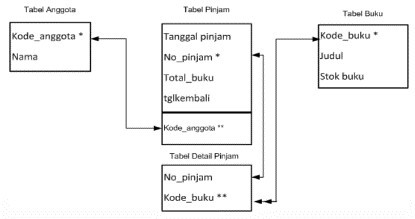 Tabel Anggota
Kode_anggota *
Nama
Tabel Pinjam
Tanggal pinjam
No_pinjam *
Total_buku
tglkembali
Kode_anggota **
Tabel Detail Pinjam
No_pinjam
Kode_buku **
Tabel Buku
Kode_buku *
Judul
Stok buku